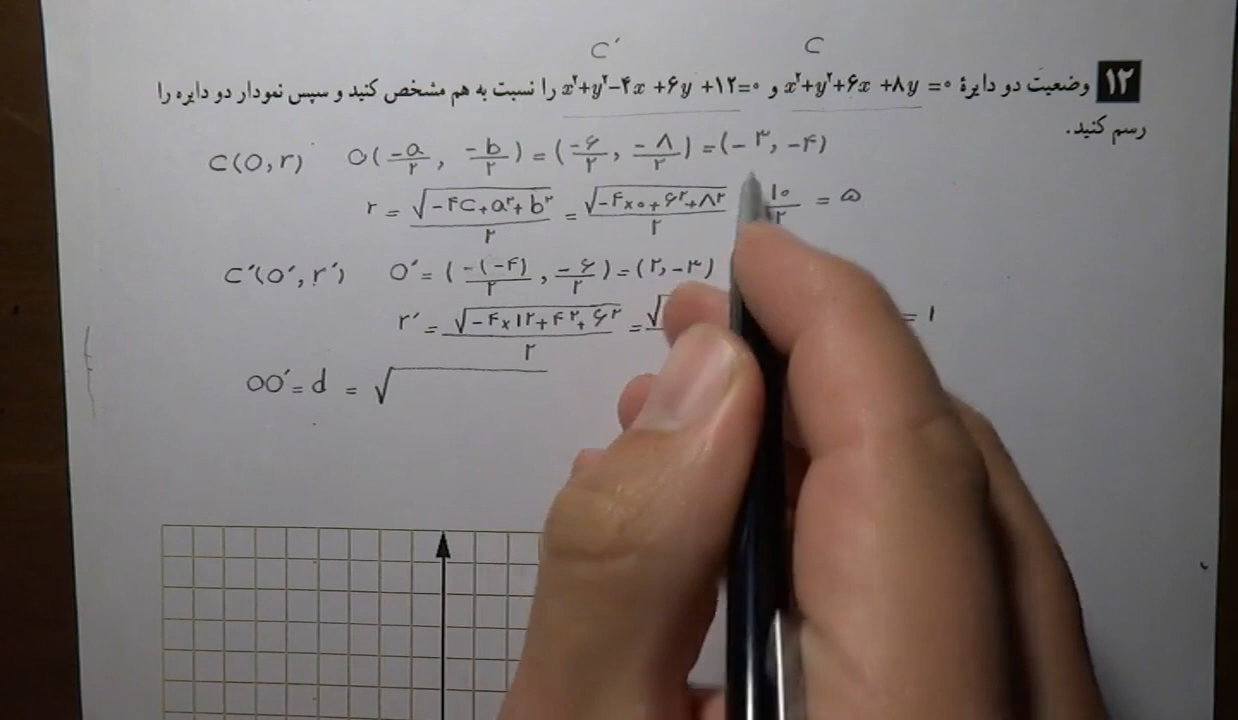 C′ C
۱۲ وضعیت دو دایرهٔ x²+y²+۶x+۸y=۰ و x²+y²-۴x+۶y+۱۲=۰ را نسبت به هم مشخص کنید و سپس نمودار دو دایره را
رسم کنید.
C(O,r) O(-a/۲, -b/۲) = (-۶/۲, -۸/۲) = (-۳, -۴)
r = √(-۴c+a²+b²)/۲ = √(-۴×۰+۶²+۸²)/۲ ۱۰/۲ = ۵
C′(O′,r′) O′ = (-(-۴)/۲, -۶/۲) = (۲, -۳)
r′ = √(-۴×۱۲+۴²+۶²)/۲ = √ = ۱
OO′ = d = √